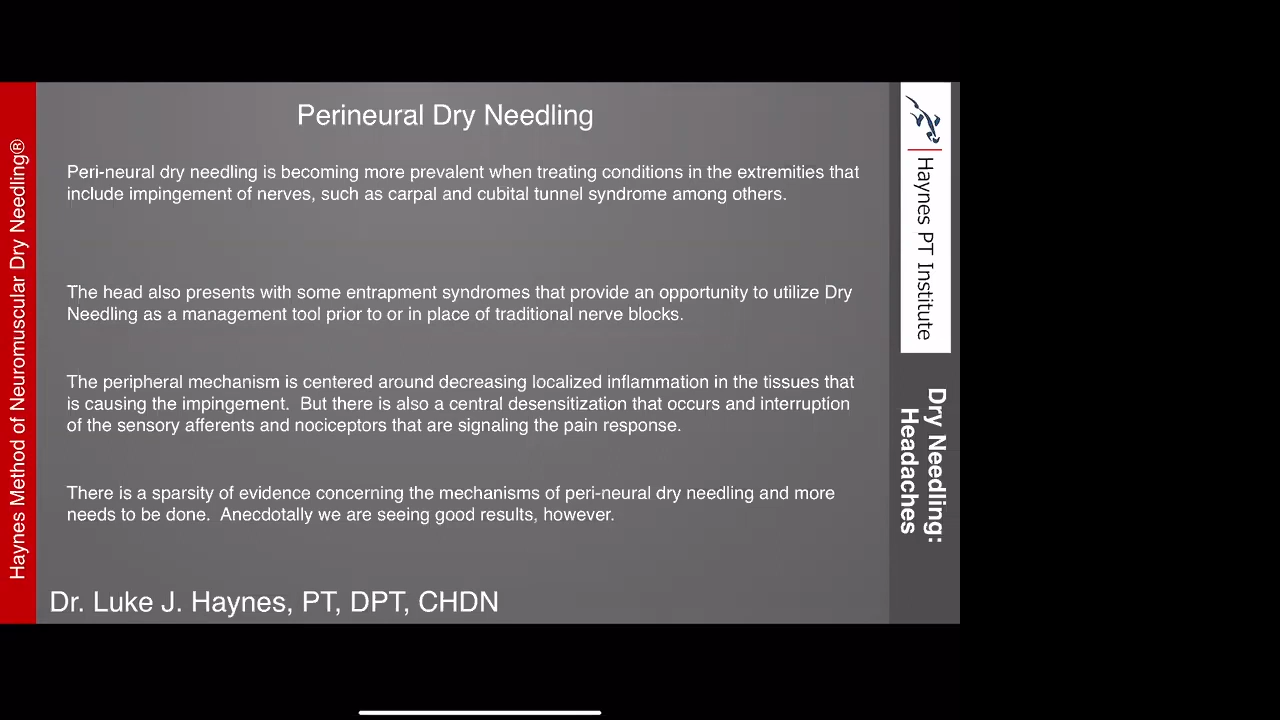 Perineural Dry Needling
Peri-neural dry needling is becoming more prevalent when treating conditions in the extremities that
include impingement of nerves, such as carpal and cubital tunnel syndrome among others.
The head also presents with some entrapment syndromes that provide an opportunity to utilize Dry
Needling as a management tool prior to or in place of traditional nerve blocks.
The peripheral mechanism is centered around decreasing localized inflammation in the tissues that
is causing the impingement.  But there is also a central desensitization that occurs and interruption
of the sensory afferents and nociceptors that are signaling the pain response.
There is a sparsity of evidence concerning the mechanisms of peri-neural dry needling and more
needs to be done.  Anecdotally we are seeing good results, however.
Dr. Luke J. Haynes, PT, DPT, CHDN
Haynes Method of Neuromuscular Dry Needling®
Haynes PT Institute
Dry Needling:
Headaches